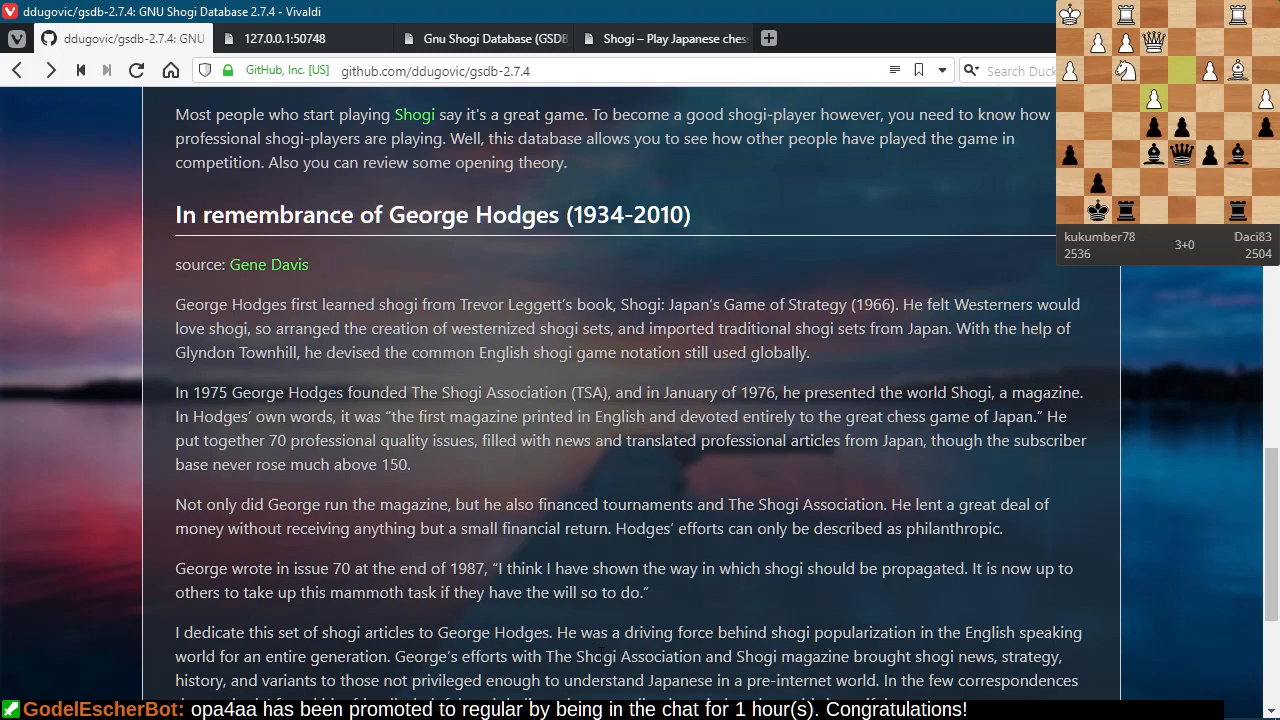 ddugovic/gsdb-2.7.4: GNU Shogi Database 2.7.4 - Vivaldi
ddugovic/gsdb-2.7.4: GNU
127.0.0.1:50748
Gnu Shogi Database (GSDB
Shogi – Play Japanese ches
GitHub, Inc. [US]
github.com/ddugovic/gsdb-2.7.4
Search Duck
Most people who start playing Shogi say it's a great game. To become a good shogi-player however, you need to know how
professional shogi-players are playing. Well, this database allows you to see how other people have played the game in
competition. Also you can review some opening theory.
In remembrance of George Hodges (1934-2010)
source: Gene Davis
George Hodges first learned shogi from Trevor Leggett’s book, Shogi: Japan’s Game of Strategy (1966). He felt Westerners would
love shogi, so arranged the creation of westernized shogi sets, and imported traditional shogi sets from Japan. With the help of
Glyndon Townhill, he devised the common English shogi game notation still used globally.
In 1975 George Hodges founded The Shogi Association (TSA), and in January of 1976, he presented the world Shogi, a magazine.
In Hodges’ own words, it was “the first magazine printed in English and devoted entirely to the great chess game of Japan.” He
put together 70 professional quality issues, filled with news and translated professional articles from Japan, though the subscriber
base never rose much above 150.
Not only did George run the magazine, but he also financed tournaments and The Shogi Association. He lent a great deal of
money without receiving anything but a small financial return. Hodges’ efforts can only be described as philanthropic.
George wrote in issue 70 at the end of 1987, “I think I have shown the way in which shogi should be propagated. It is now up to
others to take up this mammoth task if they have the will so to do.”
I dedicate this set of shogi articles to George Hodges. He was a driving force behind shogi popularization in the English speaking
world for an entire generation. George’s efforts with The Shogi Association and Shogi magazine brought shogi news, strategy,
history, and variants to those not privileged enough to understand Japanese in a pre-internet world. In the few correspondences
kukumber78
2536
3+0
Daci83
2504
GodelEscherBot: opa4aa has been promoted to regular by being in the chat for 1 hour(s). Congratulations!